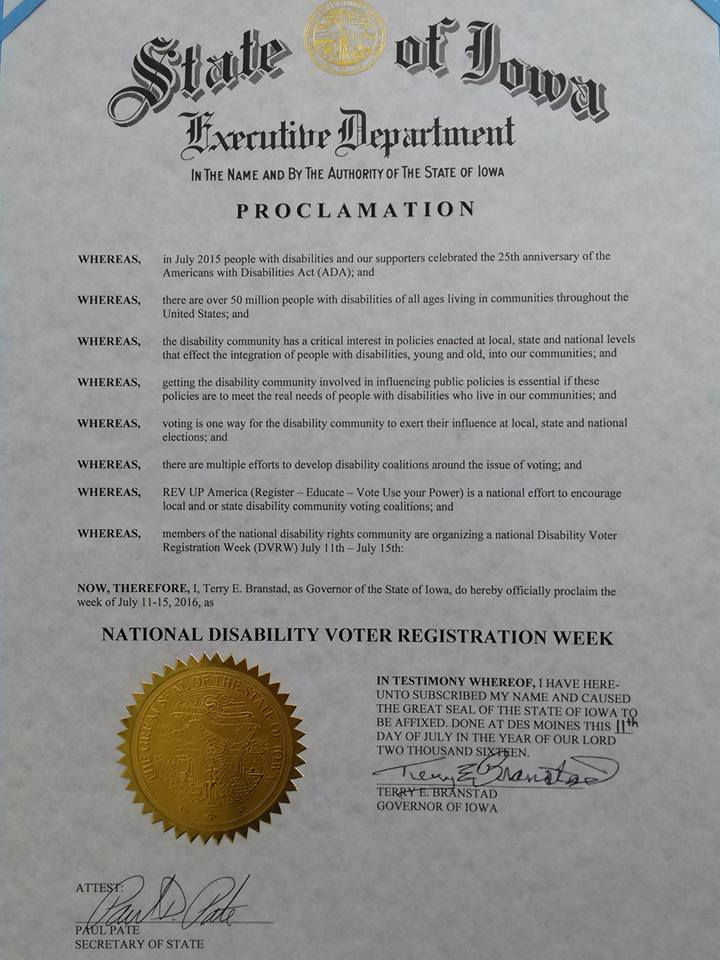 State of Iowa
Executive Department
IN THE NAME AND BY THE AUTHORITY OF THE STATE OF IOWA
PROCLAMATION
WHEREAS, in July 2015 people with disabilities and our supporters celebrated the 25th anniversary of the
Americans with Disabilities Act (ADA); and
WHEREAS, there are over 50 million people with disabilities of all ages living in communities throughout the
United States; and
WHEREAS, the disability community has a critical interest in policies enacted at local, state and national levels
that effect the integration of people with disabilities, young and old, into our communities; and
WHEREAS, getting the disability community involved in influencing public policies is essential if these
policies are to meet the real needs of people with disabilities who live in our communities; and
WHEREAS, voting is one way for the disability community to exert their influence at local, state and national
elections; and
WHEREAS, there are multiple efforts to develop disability coalitions around the issue of voting; and
WHEREAS, REV UP America (Register – Educate – Vote Use your Power) is a national effort to encourage
local and or state disability community voting coalitions; and
WHEREAS, members of the national disability rights community are organizing a national Disability Voter
Registration Week (DVRW) July 11th – July 15th:
NOW, THEREFORE, I, Terry E. Branstad, as Governor of the State of Iowa, do hereby officially proclaim the
week of July 11-15, 2016, as
NATIONAL DISABILITY VOTER REGISTRATION WEEK
THE GREAT SEAL OF THE STATE OF IOWA
IN TESTIMONY WHEREOF, I HAVE HERE-
UNTO SUBSCRIBED MY NAME AND CAUSED
THE GREAT SEAL OF THE STATE OF IOWA TO
BE AFFIXED. DONE AT DES MOINES THIS 11th
DAY OF JULY IN THE YEAR OF OUR LORD
TWO THOUSAND SIXTEEN.
Terry E Branstad
TERRY E. BRANSTAD
GOVERNOR OF IOWA
ATTEST:
Paul D. Pate
PAUL PATE
SECRETARY OF STATE